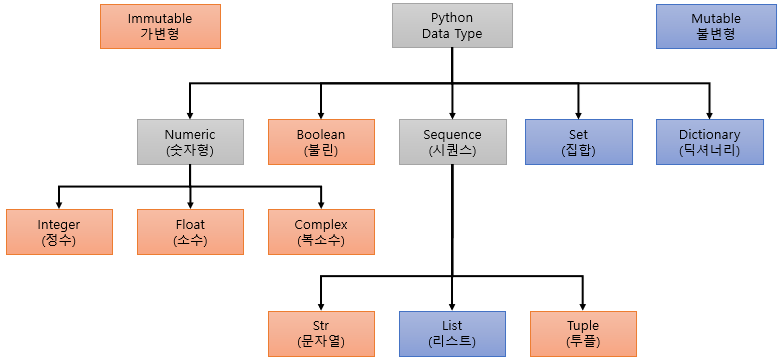 Immutable
가변형
Python
Data Type
Mutable
불변형
Numeric
(숫자형)
Boolean
(불린)
Sequence
(시퀀스)
Set
(집합)
Dictionary
(딕셔너리)
Integer
(정수)
Float
(소수)
Complex
(복소수)
Str
(문자열)
List
(리스트)
Tuple
(투플)